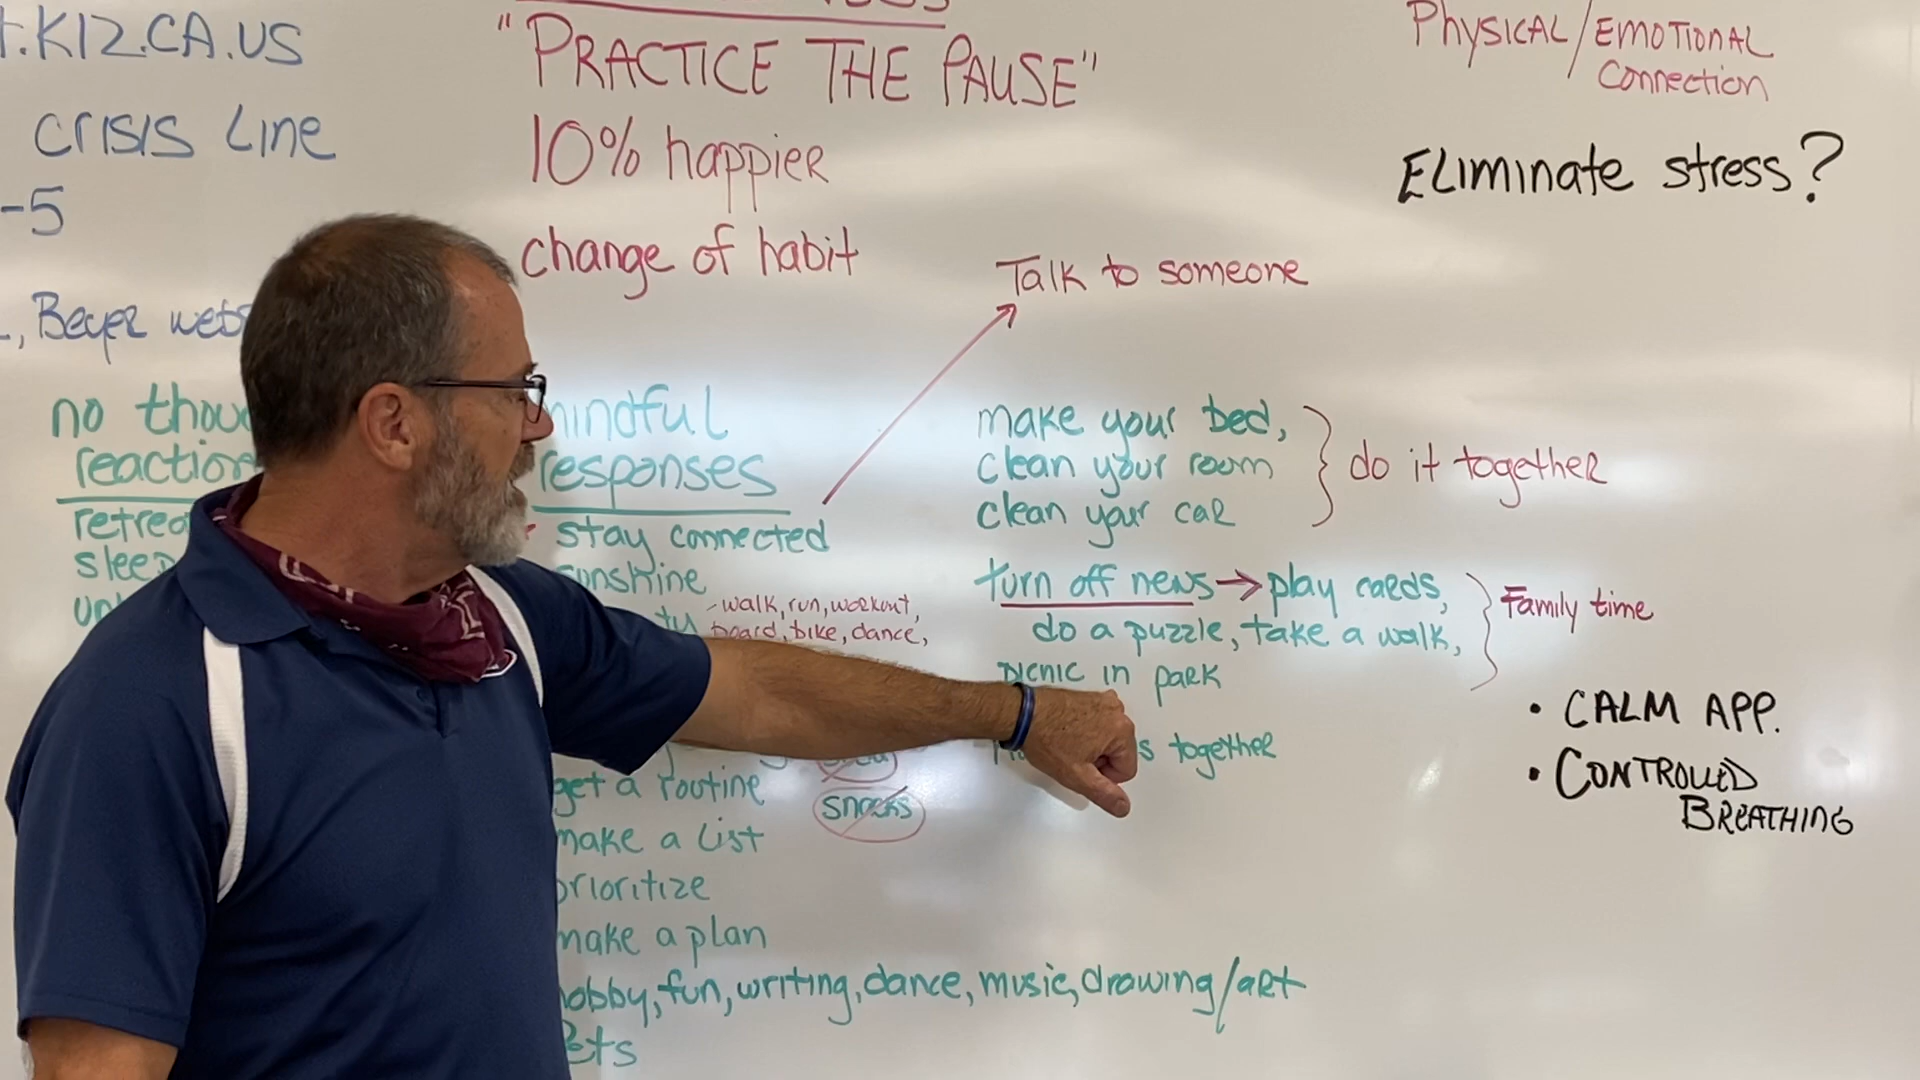 .K12.CA.US
CRISIS LINE
-5
, Beyer webs
"PRACTICE THE PAUSE"
10% happier
change of habit
Physical/EMOTIONAL
Connection
ELiminate stress?
Talk to someone
no thou
reaction
retrea
sleep
mindful
responses
stay connected
sunshine
walk, run, workout,
board, bike, dance,
get a routine
snacks
make a list
prioritize
make a plan
hobby, fun, writing, dance, music, drawing/art
Pets
make your bed,
clean your room
clean your car
do it together
turn off news → play cards,
do a puzzle, take a walk,
picnic in park
Family time
together
• CALM APP.
• CONTROLLED
BREATHING